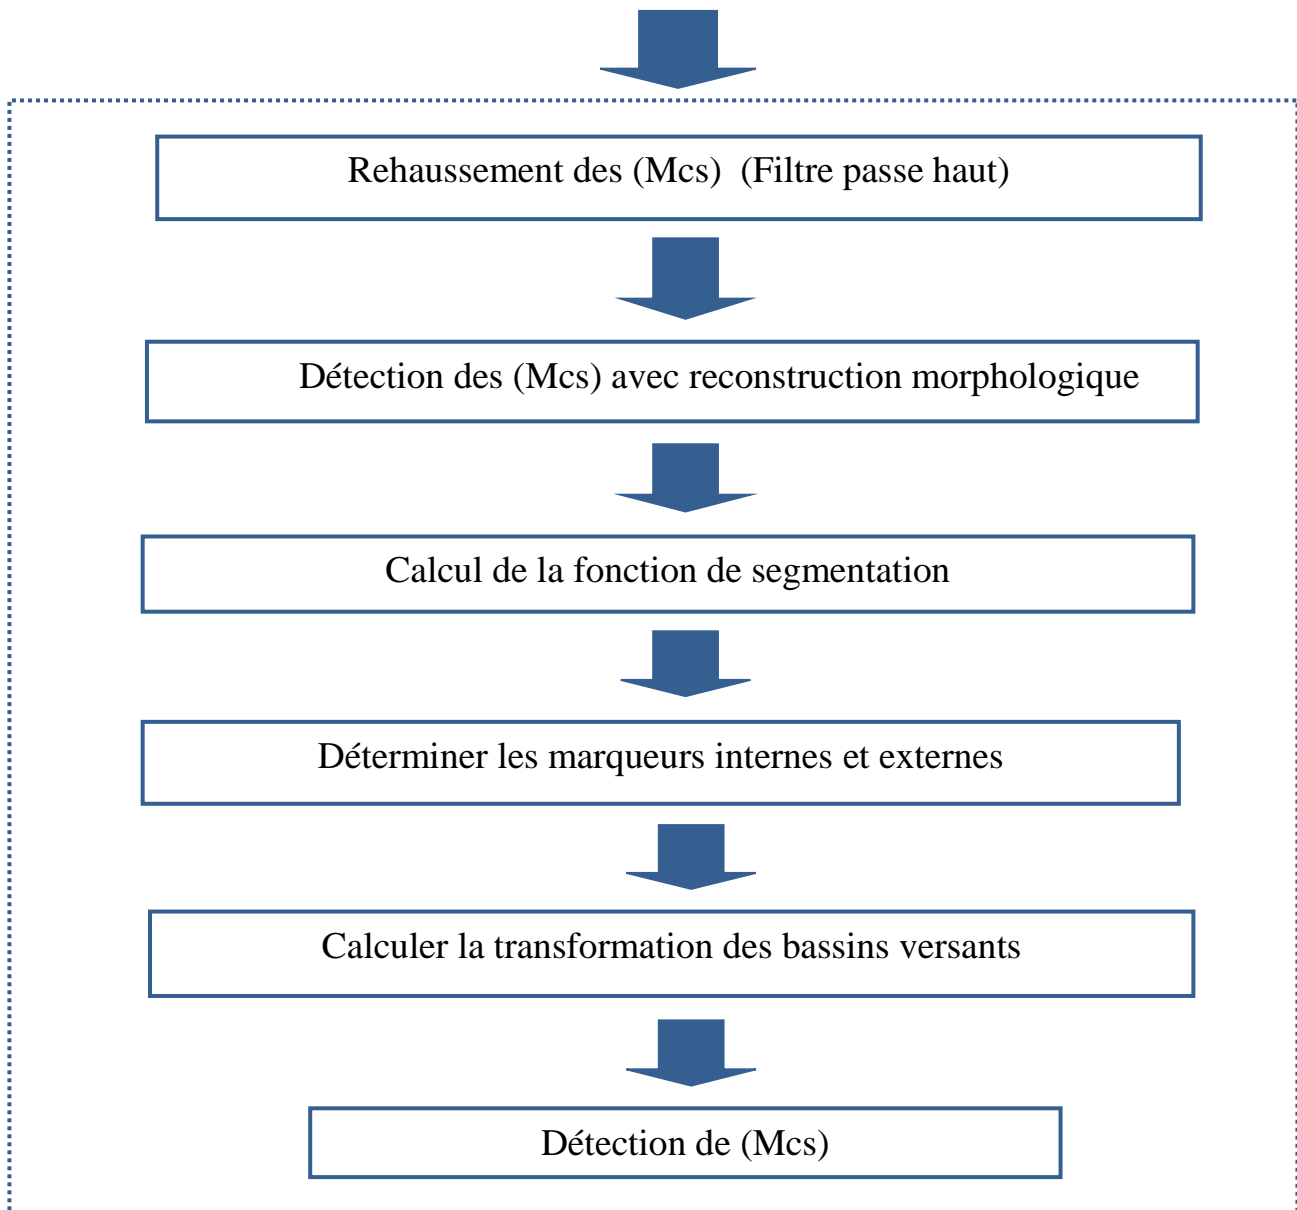 Rehaussement des (Mcs) (Filtre passe haut)
Détection des (Mcs) avec reconstruction morphologique
Calcul de la fonction de segmentation
Déterminer les marqueurs internes et externes
Calculer la transformation des bassins versants
Détection de (Mcs)